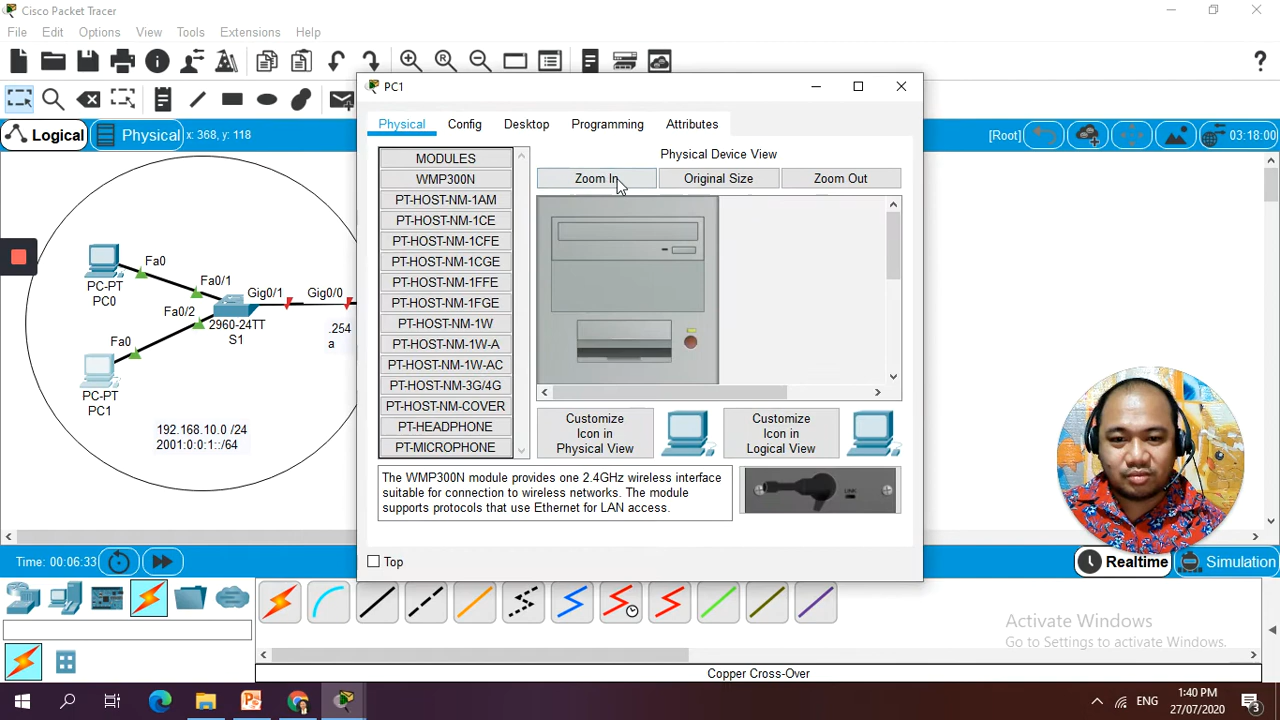 Cisco Packet Tracer
File Edit Options View Tools Extensions Help
PC1
Logical Physical x: 368, y: 118
[Root] 03:18:00
Physical Config Desktop Programming Attributes
MODULES
WMP300N
PT-HOST-NM-1AM
PT-HOST-NM-1CE
PT-HOST-NM-1CFE
PT-HOST-NM-1CGE
PT-HOST-NM-1FFE
PT-HOST-NM-1FGE
PT-HOST-NM-1W
PT-HOST-NM-1W-A
PT-HOST-NM-1W-AC
PT-HOST-NM-3G/4G
PT-HOST-NM-COVER
PT-HEADPHONE
PT-MICROPHONE
Physical Device View
Zoom In Original Size Zoom Out
Customize
Icon in
Physical View
Customize
Icon in
Logical View
The WMP300N module provides one 2.4GHz wireless interface
suitable for connection to wireless networks. The module
supports protocols that use Ethernet for LAN access.
LINK
Top
Fa0
PC-PT
PC0
Fa0/1
Gig0/1
Gig0/0
Fa0/2
2960-24TT
S1
.254
a
Fa0
PC-PT
PC1
192.168.10.0 /24
2001:0:0:1::/64
Time: 00:06:33
Realtime Simulation
Activate Windows
Go to Settings to activate Windows.
Copper Cross-Over
ENG
1:40 PM
27/07/2020
3